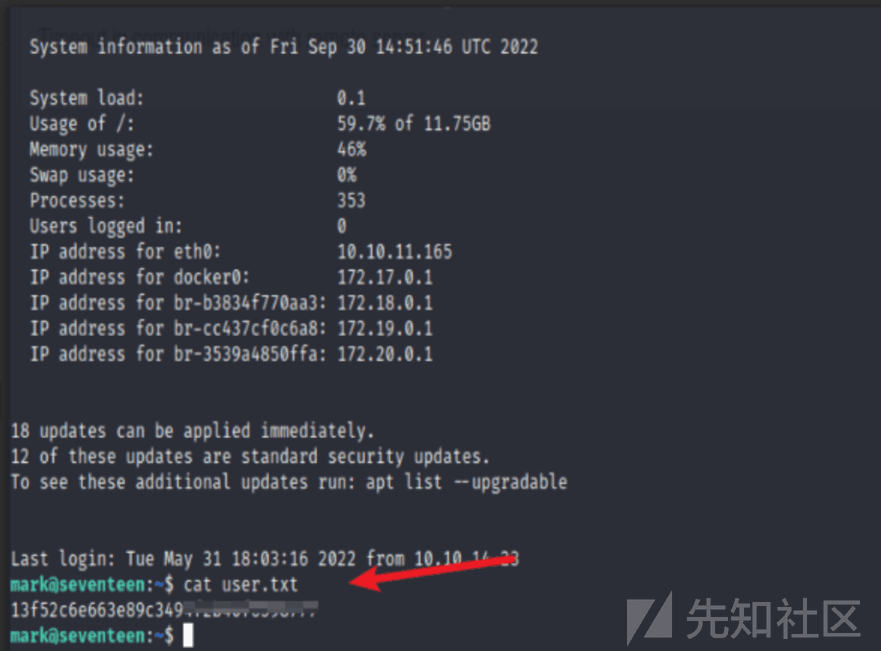 System information as of Fri Sep 30 14:51:46 UTC 2022
System load: 0.1
Usage of /: 59.7% of 11.75GB
Memory usage: 46%
Swap usage: 0%
Processes: 353
Users logged in: 0
IP address for eth0: 10.10.11.165
IP address for docker0: 172.17.0.1
IP address for br-b3834f770aa3: 172.18.0.1
IP address for br-cc437cf0c6a8: 172.19.0.1
IP address for br-3539a4850ffa: 172.20.0.1
18 updates can be applied immediately.
12 of these updates are standard security updates.
To see these additional updates run: apt list --upgradable
Last login: Tue May 31 18:03:16 2022 from 10.10.14.23
mark@seventeen:~$ cat user.txt
13f52c6e663e89c349
mark@seventeen:~$
先知社区